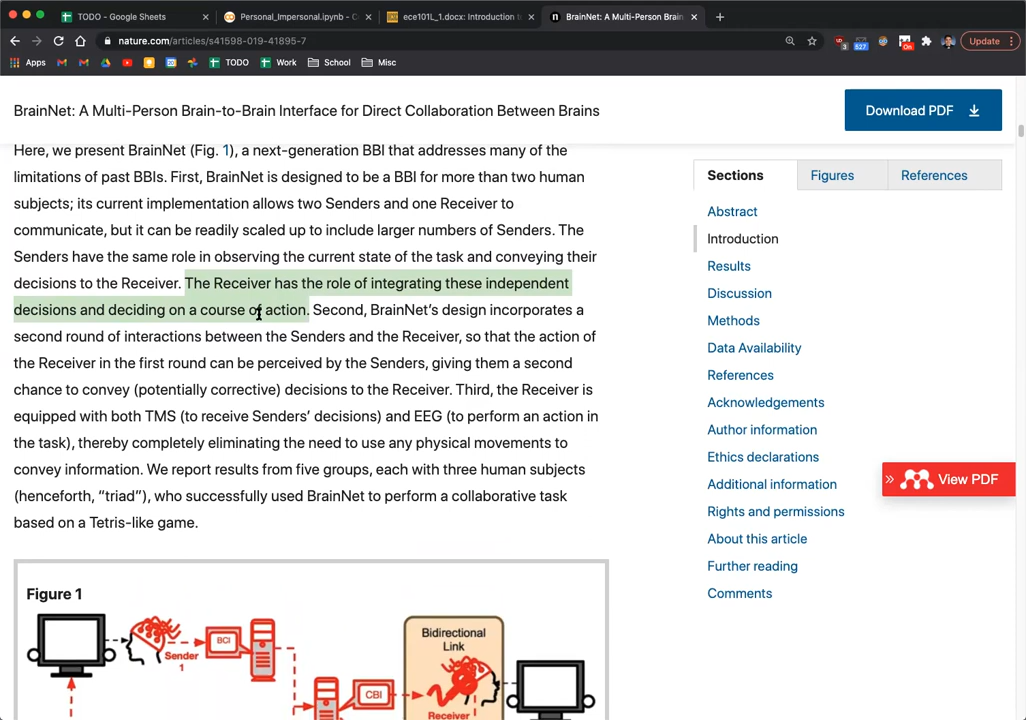 TODO - Google Sheets
Personal_Impersonal.ipynb - C
ece101L_1.docx: Introduction t
BrainNet: A Multi-Person Brain
nature.com/articles/s41598-019-41895-7
3
527
On
Update
Apps
20
TODO
Work
School
Misc
BrainNet: A Multi-Person Brain-to-Brain Interface for Direct Collaboration Between Brains
Download PDF
Here, we present BrainNet (Fig. 1), a next-generation BBI that addresses many of the
limitations of past BBIs. First, BrainNet is designed to be a BBI for more than two human
subjects; its current implementation allows two Senders and one Receiver to
communicate, but it can be readily scaled up to include larger numbers of Senders. The
Senders have the same role in observing the current state of the task and conveying their
decisions to the Receiver. The Receiver has the role of integrating these independent
decisions and deciding on a course of action. Second, BrainNet's design incorporates a
second round of interactions between the Senders and the Receiver, so that the action of
the Receiver in the first round can be perceived by the Senders, giving them a second
chance to convey (potentially corrective) decisions to the Receiver. Third, the Receiver is
equipped with both TMS (to receive Senders' decisions) and EEG (to perform an action in
the task), thereby completely eliminating the need to use any physical movements to
convey information. We report results from five groups, each with three human subjects
(henceforth, "triad"), who successfully used BrainNet to perform a collaborative task
based on a Tetris-like game.
Figure 1
BCI
Sender
1
CBI
Bidirectional
Link
Receiver
Sections
Figures
References
Abstract
Introduction
Results
Discussion
Methods
Data Availability
References
Acknowledgements
Author information
Ethics declarations
Additional information
Rights and permissions
About this article
Further reading
Comments
» View PDF